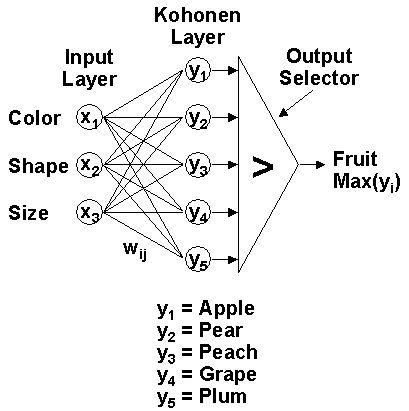 Kohonen
Layer
Input
Layer
Output
Selector
Color
Shape
Size
x1
x2
x3
y1
y2
y3
y4
y5
wij
>
Fruit
Max(yi)
y1 = Apple
y2 = Pear
y3 = Peach
y4 = Grape
y5 = Plum